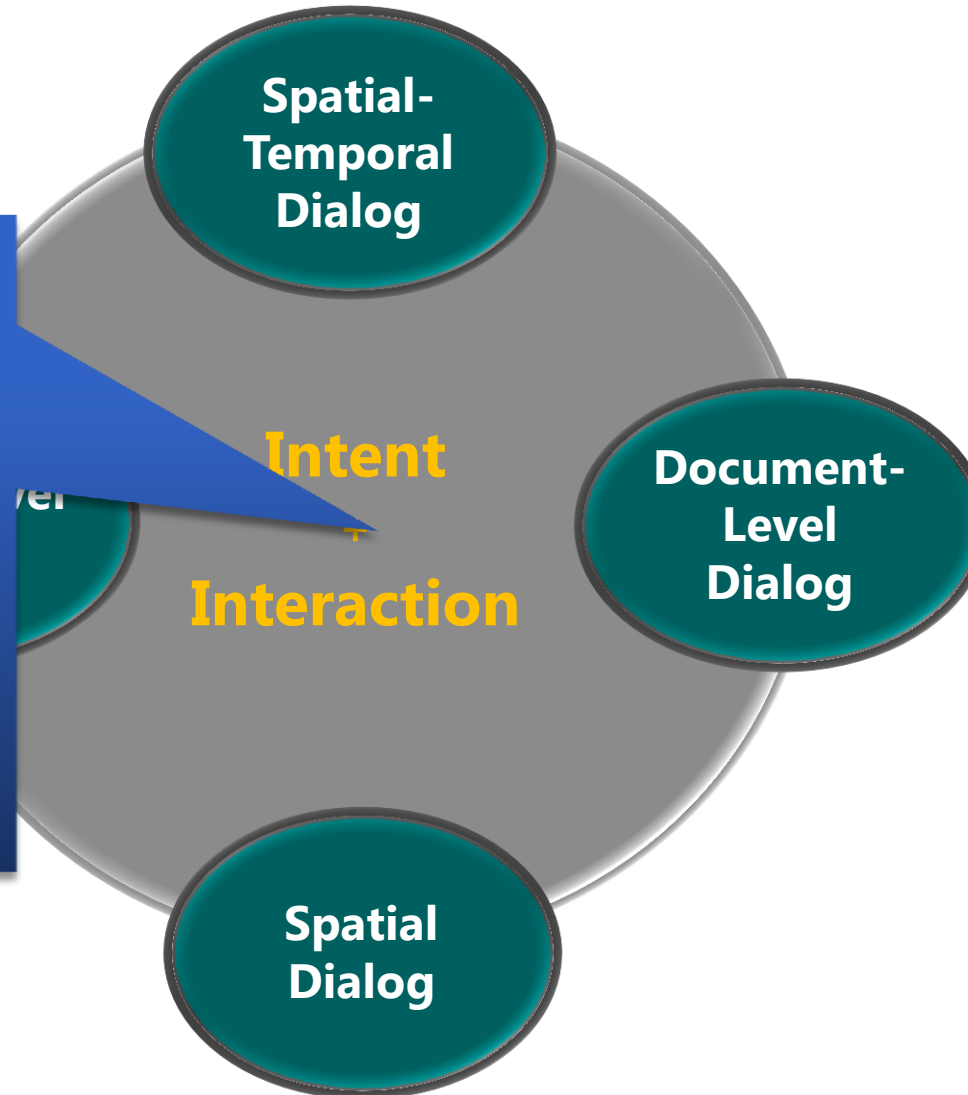 Spatial-
Temporal
Dialog
Intent
+
Interaction
Document-
Level
Dialog
Spatial
Dialog